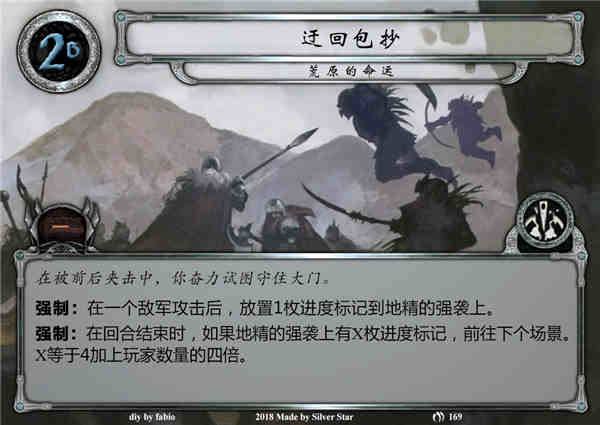 2B
迂回包抄
荒原的命运
在被前后夹击中，你奋力试图守住大门。
强制：在一个敌军攻击后，放置1枚进度标记到地精的强袭上。
强制：在回合结束时，如果地精的强袭上有X枚进度标记，前往下个场景。
X等于4加上玩家数量的四倍。
diy by fabio 2018 Made by Silver Star 169